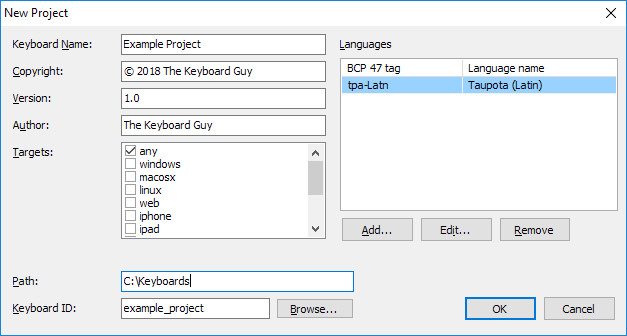 New Project
Keyboard Name: Example Project
Copyright: © 2018 The Keyboard Guy
Version: 1.0
Author: The Keyboard Guy
Targets:
any
windows
macosx
linux
web
iphone
ipad
Languages
BCP 47 tag Language name
tpa-Latn Taupota (Latin)
Add... Edit... Remove
Path: C:\Keyboards
Keyboard ID: example_project Browse...
OK Cancel